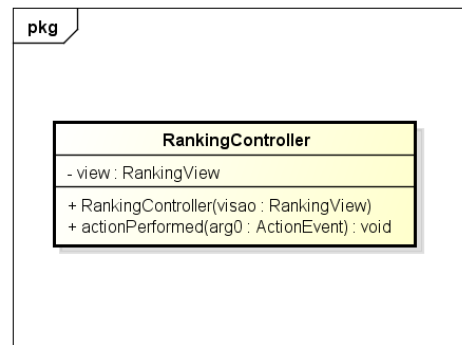 pkg
RankingController
- view : RankingView
+ RankingController(visao : RankingView)
+ actionPerformed(arg0 : ActionEvent) : void